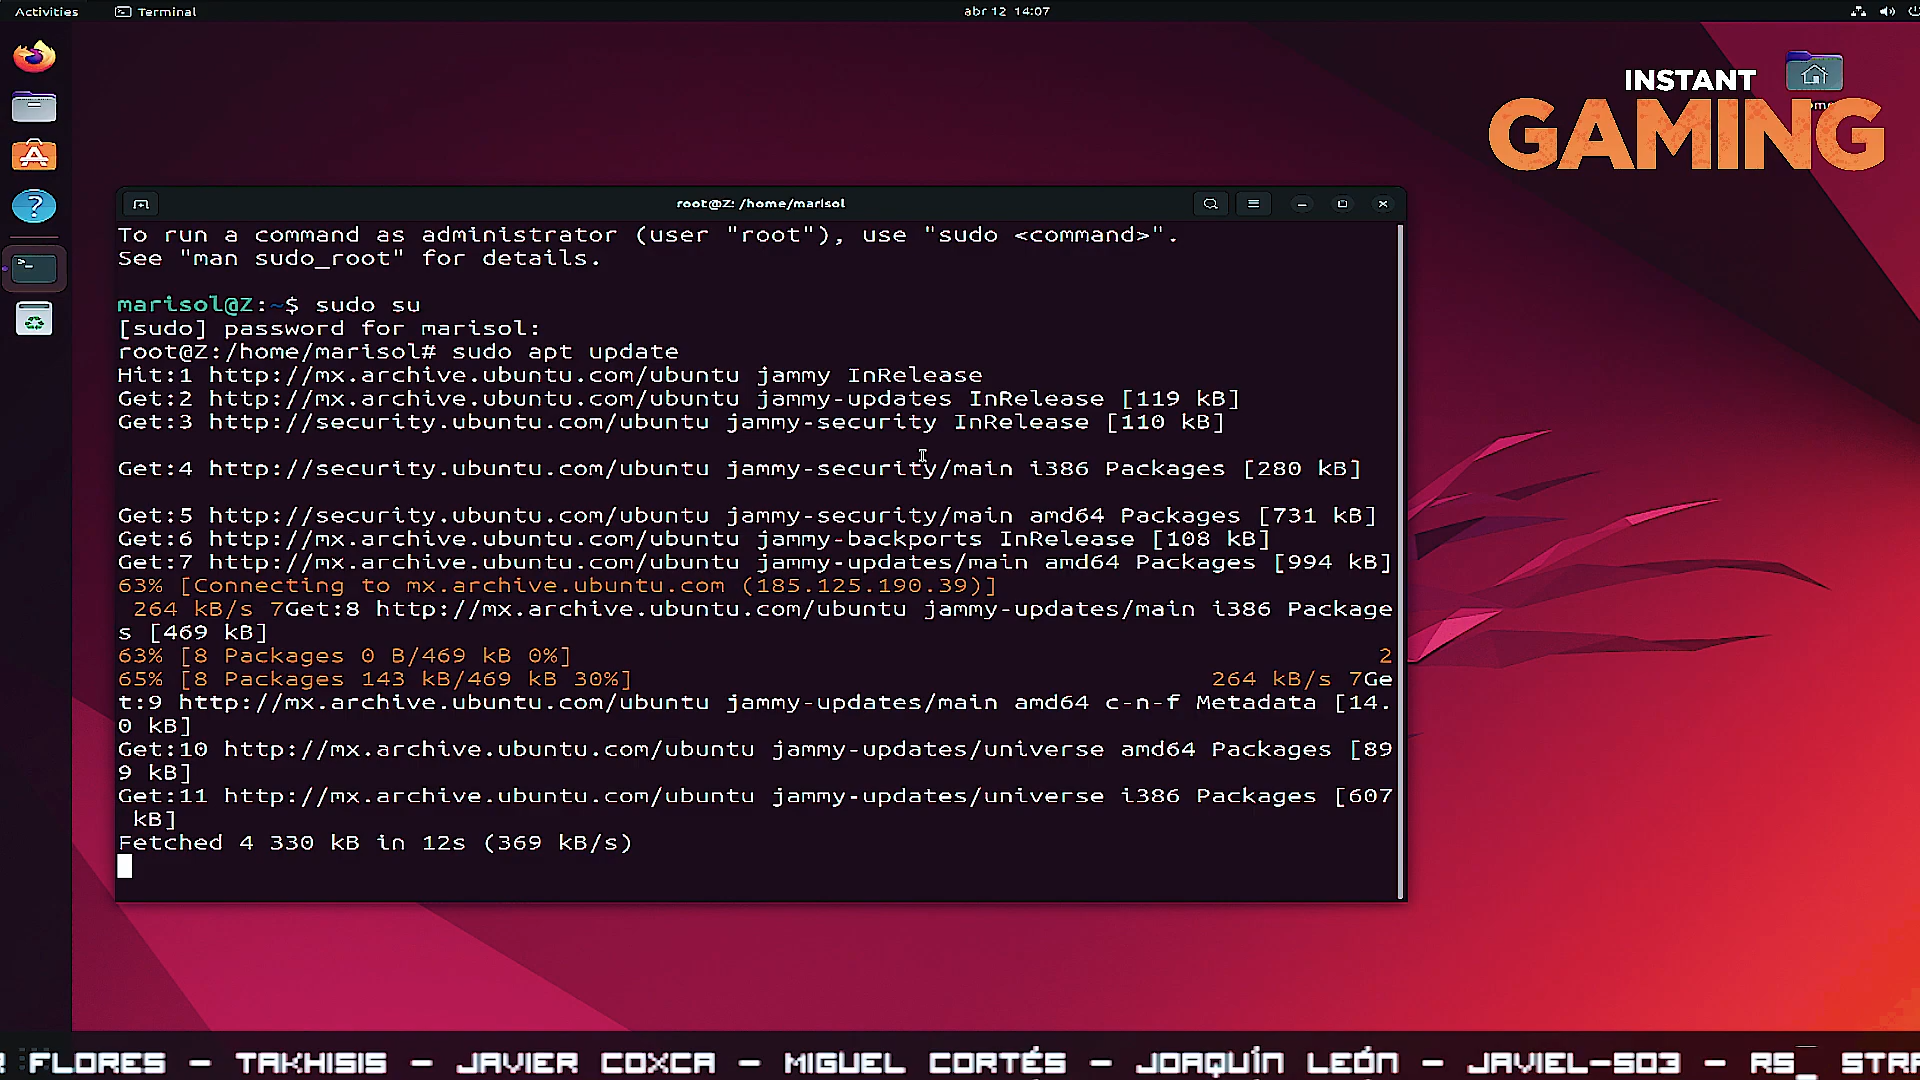 Activities
Terminal
abr 12 14:07
INSTANT
GAMING
root@Z: /home/marisol
To run a command as administrator (user "root"), use "sudo <command>".
See "man sudo_root" for details.
marisol@Z:~$ sudo su
[sudo] password for marisol:
root@Z:/home/marisol# sudo apt update
Hit:1 http://mx.archive.ubuntu.com/ubuntu jammy InRelease
Get:2 http://mx.archive.ubuntu.com/ubuntu jammy-updates InRelease [119 kB]
Get:3 http://security.ubuntu.com/ubuntu jammy-security InRelease [110 kB]
Get:4 http://security.ubuntu.com/ubuntu jammy-security/main i386 Packages [280 kB]
Get:5 http://security.ubuntu.com/ubuntu jammy-security/main amd64 Packages [731 kB]
Get:6 http://mx.archive.ubuntu.com/ubuntu jammy-backports InRelease [108 kB]
Get:7 http://mx.archive.ubuntu.com/ubuntu jammy-updates/main amd64 Packages [994 kB]
63% [Connecting to mx.archive.ubuntu.com (185.125.190.39)]
264 kB/s 7Get:8 http://mx.archive.ubuntu.com/ubuntu jammy-updates/main i386 Package
s [469 kB]
63% [8 Packages 0 B/469 kB 0%] 2
65% [8 Packages 143 kB/469 kB 30%] 264 kB/s 7Ge
t:9 http://mx.archive.ubuntu.com/ubuntu jammy-updates/main amd64 c-n-f Metadata [14.
0 kB]
Get:10 http://mx.archive.ubuntu.com/ubuntu jammy-updates/universe amd64 Packages [89
9 kB]
Get:11 http://mx.archive.ubuntu.com/ubuntu jammy-updates/universe i386 Packages [607
kB]
Fetched 4 330 kB in 12s (369 kB/s)
FLORES - TAKHISIS - JAVIER COXCA - MIGUEL CORTÉS - JOAQUÍN LEÓN - JAVIEL-503 - RS_ STRA